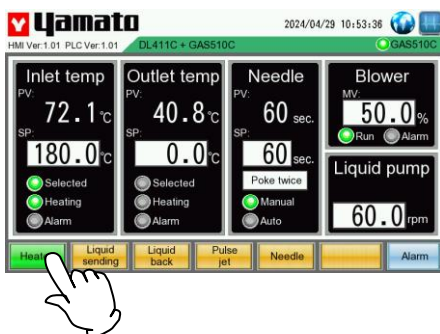 Yamato
2024/04/29 10:53:36
HMI Ver:1.01 PLC Ver:1.01
DL411C + GAS510C
GAS510C
Inlet temp
PV:
72.1℃
SP:
180.0℃
Selected
Heating
Alarm
Outlet temp
PV:
40.8℃
SP:
0.0℃
Selected
Heating
Alarm
Needle
PV:
60 sec.
SP:
60 sec.
Poke twice
Manual
Auto
Blower
MV:
50.0%
Run Alarm
Liquid pump
60.0 rpm
Liquid
sending
Liquid
back
Pulse
jet
Needle
Alarm